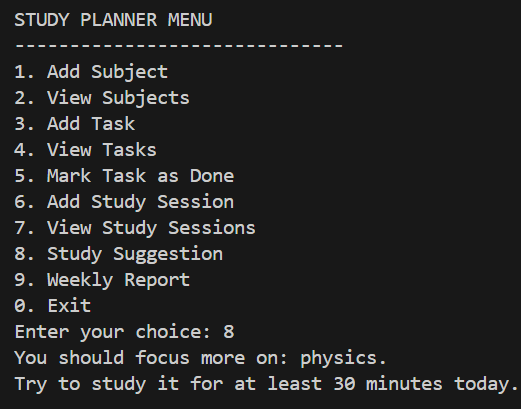 STUDY PLANNER MENU
------------------------------
1. Add Subject
2. View Subjects
3. Add Task
4. View Tasks
5. Mark Task as Done
6. Add Study Session
7. View Study Sessions
8. Study Suggestion
9. Weekly Report
0. Exit
Enter your choice: 8
You should focus more on: physics.
Try to study it for at least 30 minutes today.